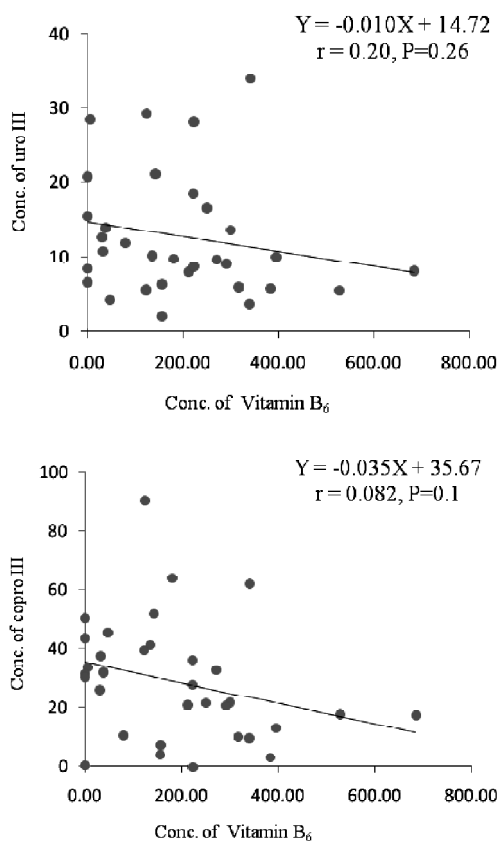 Y = -0.010X + 14.72
r = 0.20, P=0.26
40
30
20
10
0
Conc. of uro III
0.00 200.00 400.00 600.00 800.00
Conc. of Vitamin B₆
Y = -0.035X + 35.67
r = 0.082, P=0.1
100
80
60
40
20
0
Conc. of copro III
0.00 200.00 400.00 600.00 800.00
Conc. of Vitamin B₆